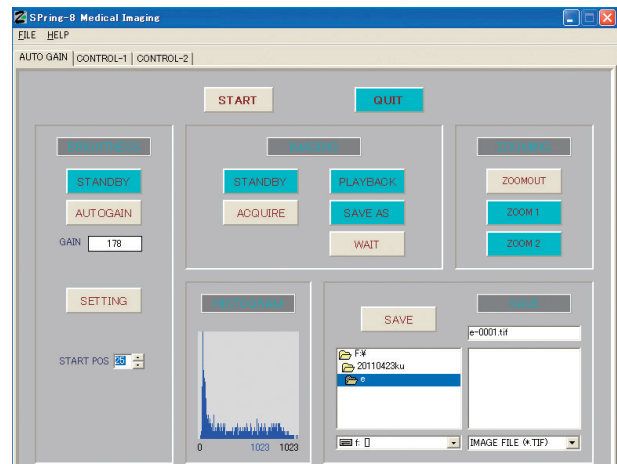 SPring-8 Medical Imaging
FILE HELP
AUTO GAIN CONTROL-1 CONTROL-2
START QUIT
STANDBY
AUTOGAIN
GAIN 178
SETTING
START POS 26
STANDBY PLAYBACK
ACQUIRE SAVE AS
WAIT
ZOOMOUT
ZOOM 1
ZOOM 2
0 1023 1023
SAVE
e-0001.tif
F:¥
20110423ku
e
f: []
IMAGE FILE (*.TIF)